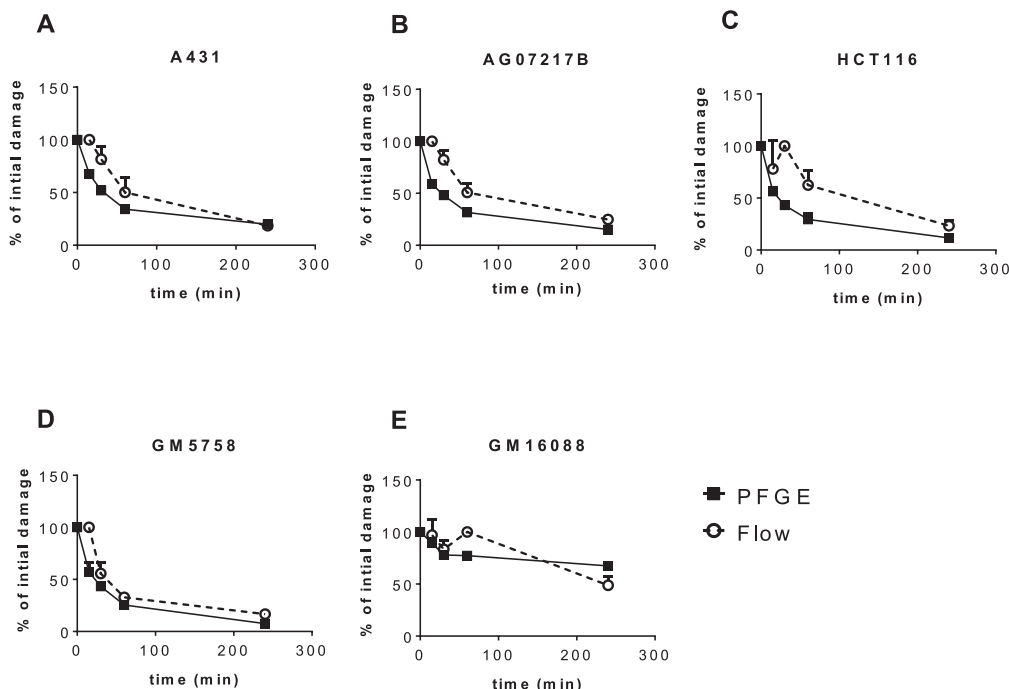 A
A431
% of intial damage
150
100
50
0
0 100 200 300
time (min)
B
AG07217B
% of intial damage
150
100
50
0
0 100 200 300
time (min)
C
HCT116
% of intial damage
150
100
50
0
0 100 200 300
time (min)
D
GM5758
% of intial damage
150
100
50
0
0 100 200 300
time (min)
E
GM16088
% of intial damage
150
100
50
0
0 100 200 300
time (min)
PFGE
Flow